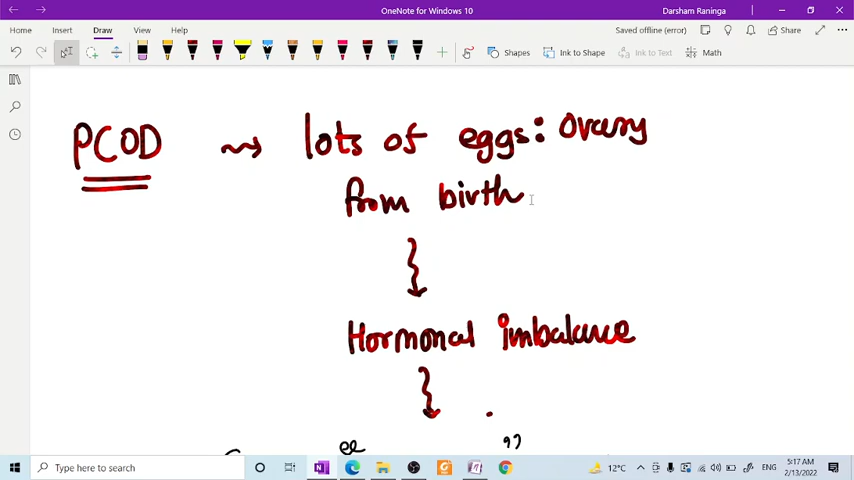 OneNote for Windows 10
Darsham Raninga
Home Insert Draw View Help
Saved offline (error)
Share
Shapes
Ink to Shape
Ink to Text
Math
PCOD ⇝ lots of eggs: Ovary
from birth
Hormonal imbalance
ee ,,
Type here to search
12°C
ENG
5:17 AM
2/13/2022